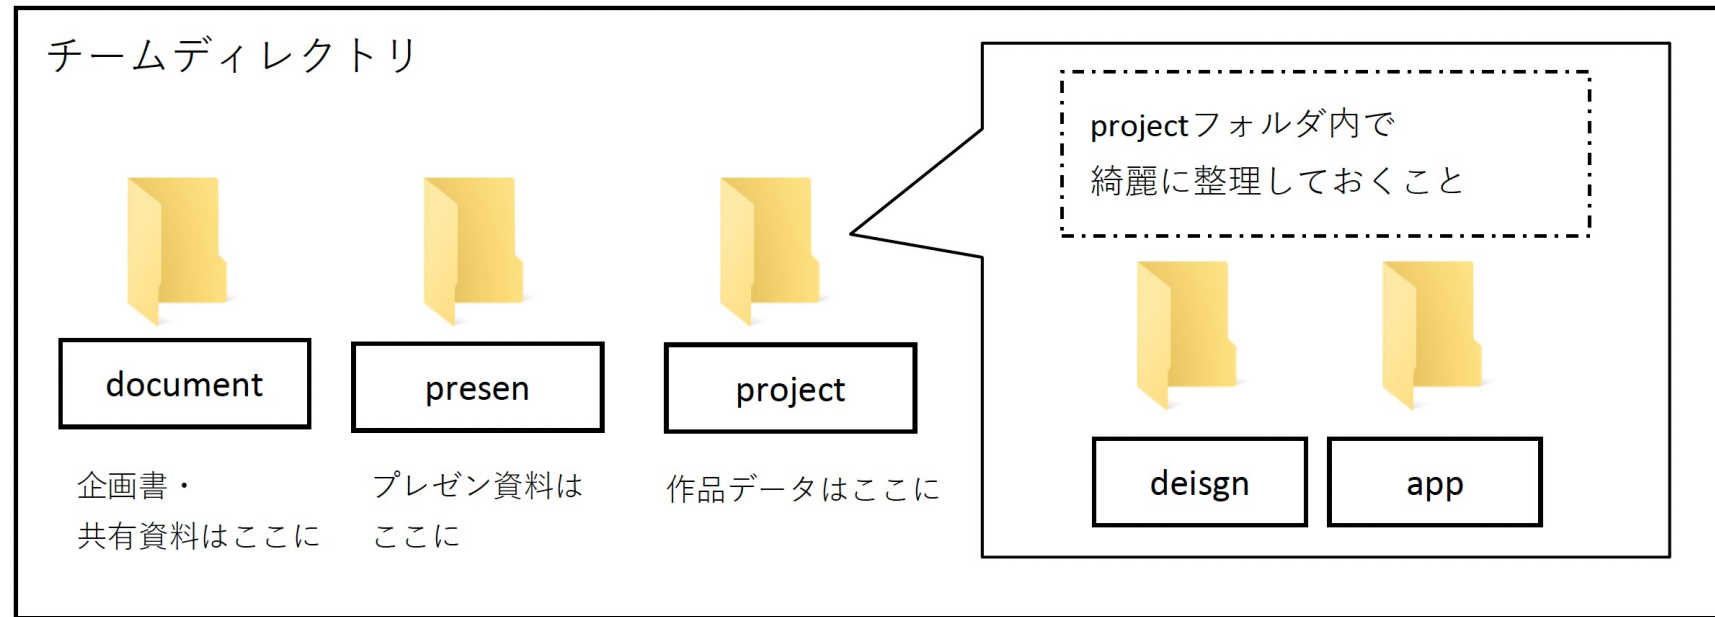 チームディレクトリ
projectフォルダ内で
綺麗に整理しておくこと
document
presen
project
deisgn
app
企画書・
共有資料はここに
プレゼン資料は
ここに
作品データはここに